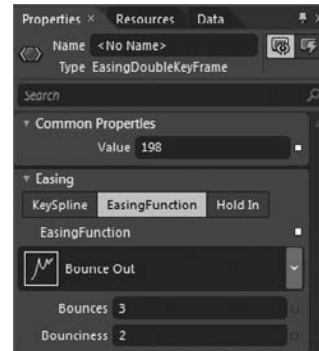 Properties × Resources Data
Name <No Name>
Type EasingDoubleKeyFrame
Search
Common Properties
Value 198
Easing
KeySpline EasingFunction Hold In
EasingFunction
Bounce Out
Bounces 3
Bounciness 2